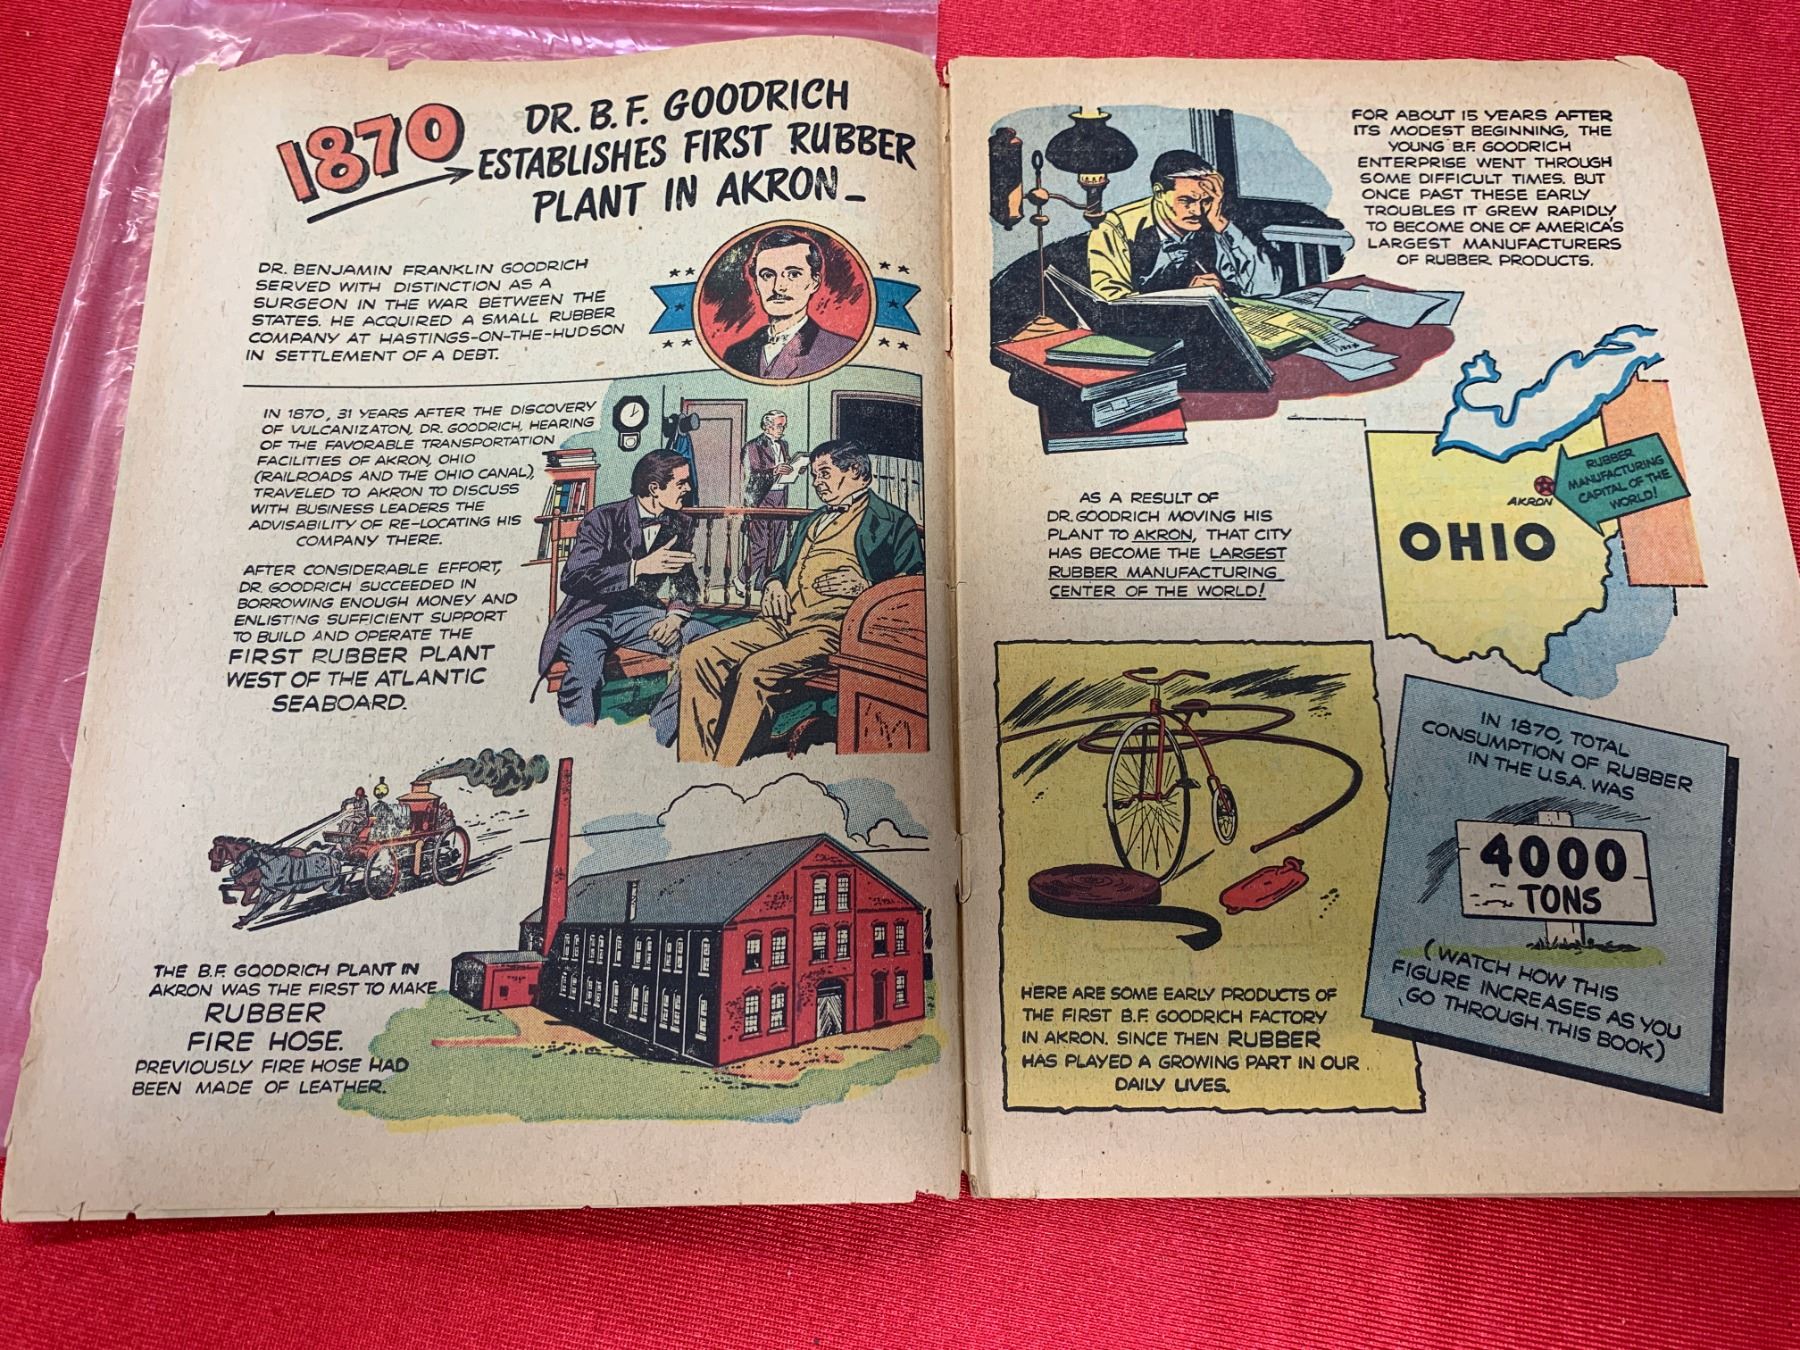 1870
DR. B. F. GOODRICH
ESTABLISHES FIRST RUBBER
PLANT IN AKRON—
DR. BENJAMIN FRANKLIN GOODRICH
SERVED WITH DISTINCTION AS A
SURGEON IN THE WAR BETWEEN THE
STATES. HE ACQUIRED A SMALL RUBBER
COMPANY AT HASTINGS-ON-THE-HUDSON
IN SETTLEMENT OF A DEBT.
IN 1870, 31 YEARS AFTER THE DISCOVERY
OF VULCANIZATON, DR. GOODRICH, HEARING
OF THE FAVORABLE TRANSPORTATION
FACILITIES OF AKRON, OHIO
(RAILROADS AND THE OHIO CANAL),
TRAVELED TO AKRON TO DISCUSS
WITH BUSINESS LEADERS THE
ADVISABILITY OF RE-LOCATING HIS
COMPANY THERE.
AFTER CONSIDERABLE EFFORT,
DR. GOODRICH SUCCEEDED IN
BORROWING ENOUGH MONEY AND
ENLISTING SUFFICIENT SUPPORT
TO BUILD AND OPERATE THE
FIRST RUBBER PLANT
WEST OF THE ATLANTIC
SEABOARD.
THE B.F. GOODRICH PLANT IN
AKRON WAS THE FIRST TO MAKE
RUBBER
FIRE HOSE.
PREVIOUSLY FIRE HOSE HAD
BEEN MADE OF LEATHER.
FOR ABOUT 15 YEARS AFTER
ITS MODEST BEGINNING, THE
YOUNG B.F. GOODRICH
ENTERPRISE WENT THROUGH
SOME DIFFICULT TIMES. BUT
ONCE PAST THESE EARLY
TROUBLES IT GREW RAPIDLY,
TO BECOME ONE OF AMERICA'S
LARGEST MANUFACTURERS
OF RUBBER PRODUCTS.
AS A RESULT OF
DR. GOODRICH MOVING HIS
PLANT TO AKRON, THAT CITY
HAS BECOME THE LARGEST
RUBBER MANUFACTURING
CENTER OF THE WORLD!
RUBBER
MANUFACTURING
CAPITAL OF THE
WORLD!
AKRON
OHIO
HERE ARE SOME EARLY PRODUCTS OF
THE FIRST B.F. GOODRICH FACTORY
IN AKRON. SINCE THEN RUBBER
HAS PLAYED A GROWING PART IN OUR
DAILY LIVES.
IN 1870, TOTAL
CONSUMPTION OF RUBBER
IN THE U.S.A. WAS
4000
TONS
(WATCH HOW THIS
FIGURE INCREASES AS YOU
GO THROUGH THIS BOOK)